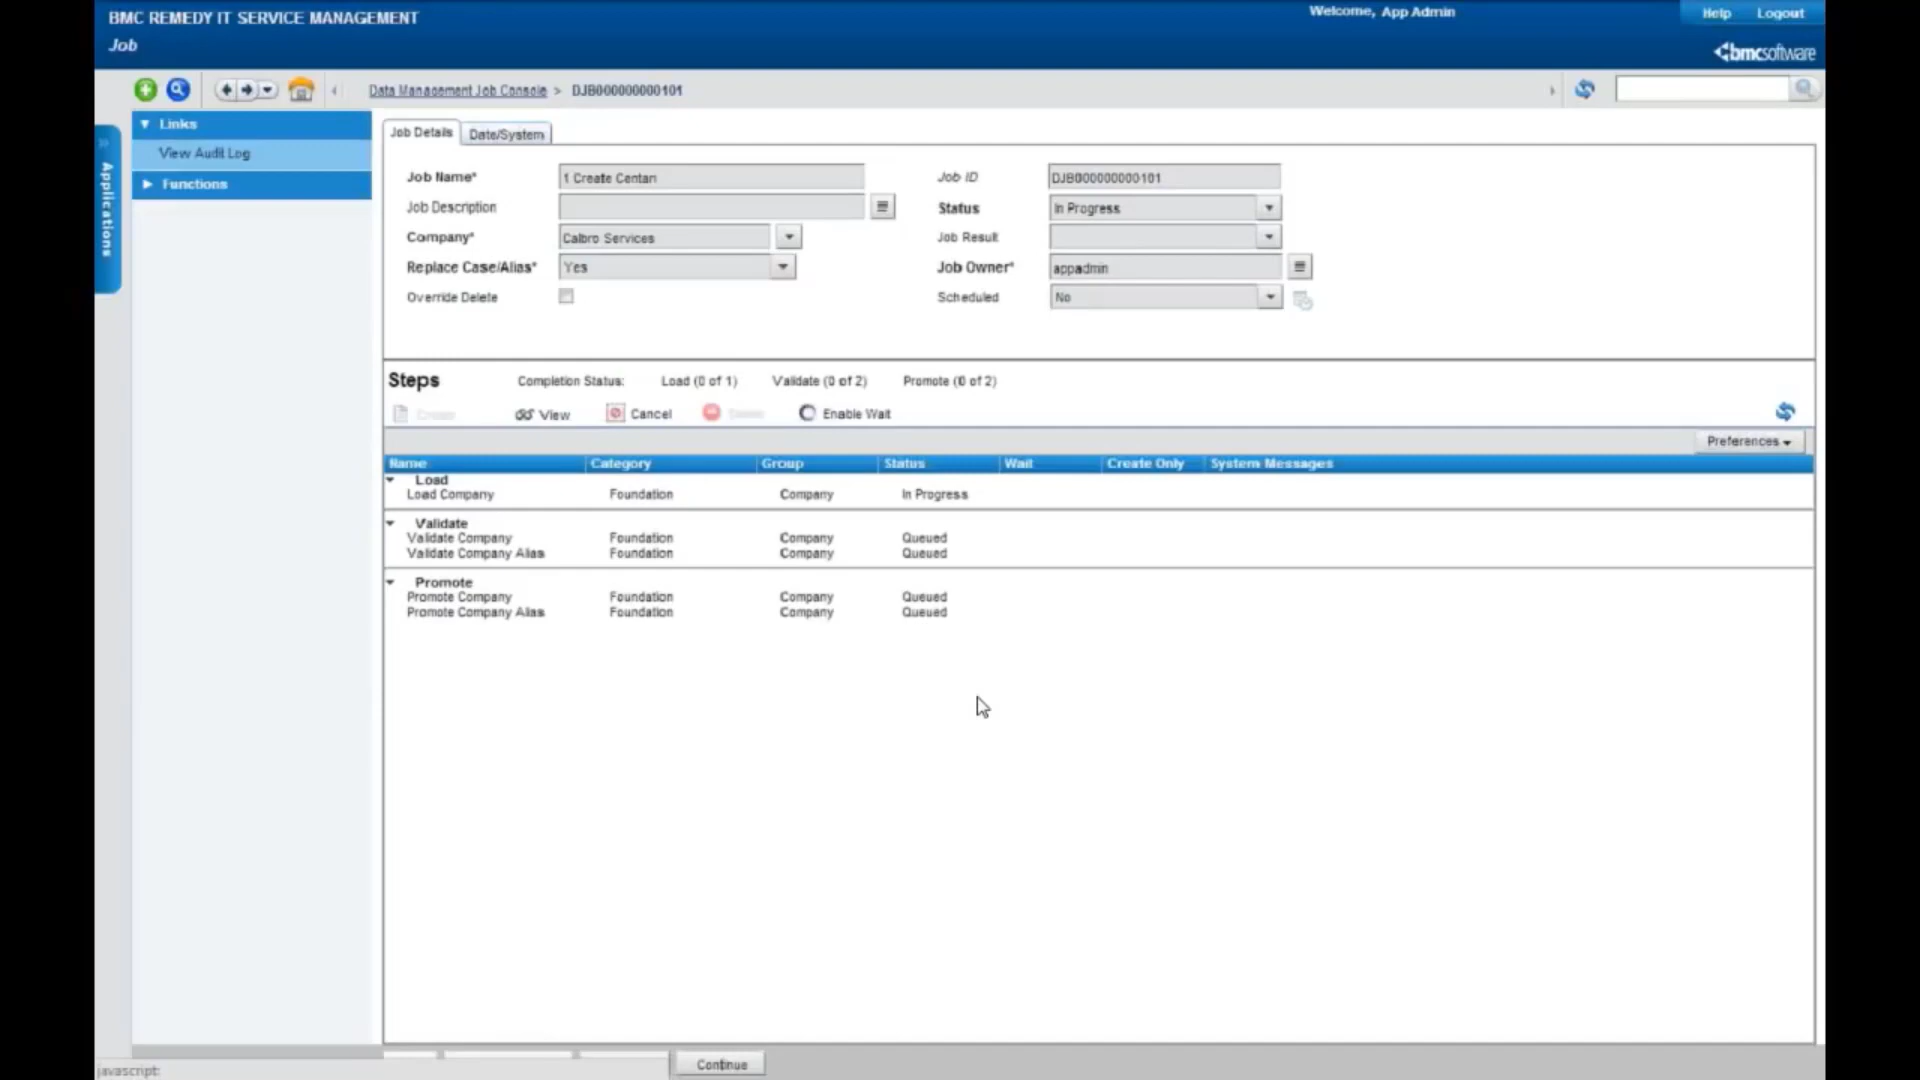 BMC REMEDY IT SERVICE MANAGEMENT
Welcome, App Admin
Help Logout
Job
bmcsoftware
Data Management Job Console > DJB000000000101
Links
View Audit Log
Functions
Applications
Job Details Date/System
Job Name* 1 Create Centari Job ID DJB000000000101
Job Description Status In Progress
Company* Calbro Services Job Result
Replace Case/Alias* Yes Job Owner* appadmin
Override Delete Scheduled No
Steps Completion Status: Load (0 of 1) Validate (0 of 2) Promote (0 of 2)
View Cancel Enable Wait
Preferences
Name Category Group Status Wait Create Only System Messages
Load
Load Company Foundation Company In Progress
Validate
Validate Company Foundation Company Queued
Validate Company Alias Foundation Company Queued
Promote
Promote Company Foundation Company Queued
Promote Company Alias Foundation Company Queued
Continue
javascript: